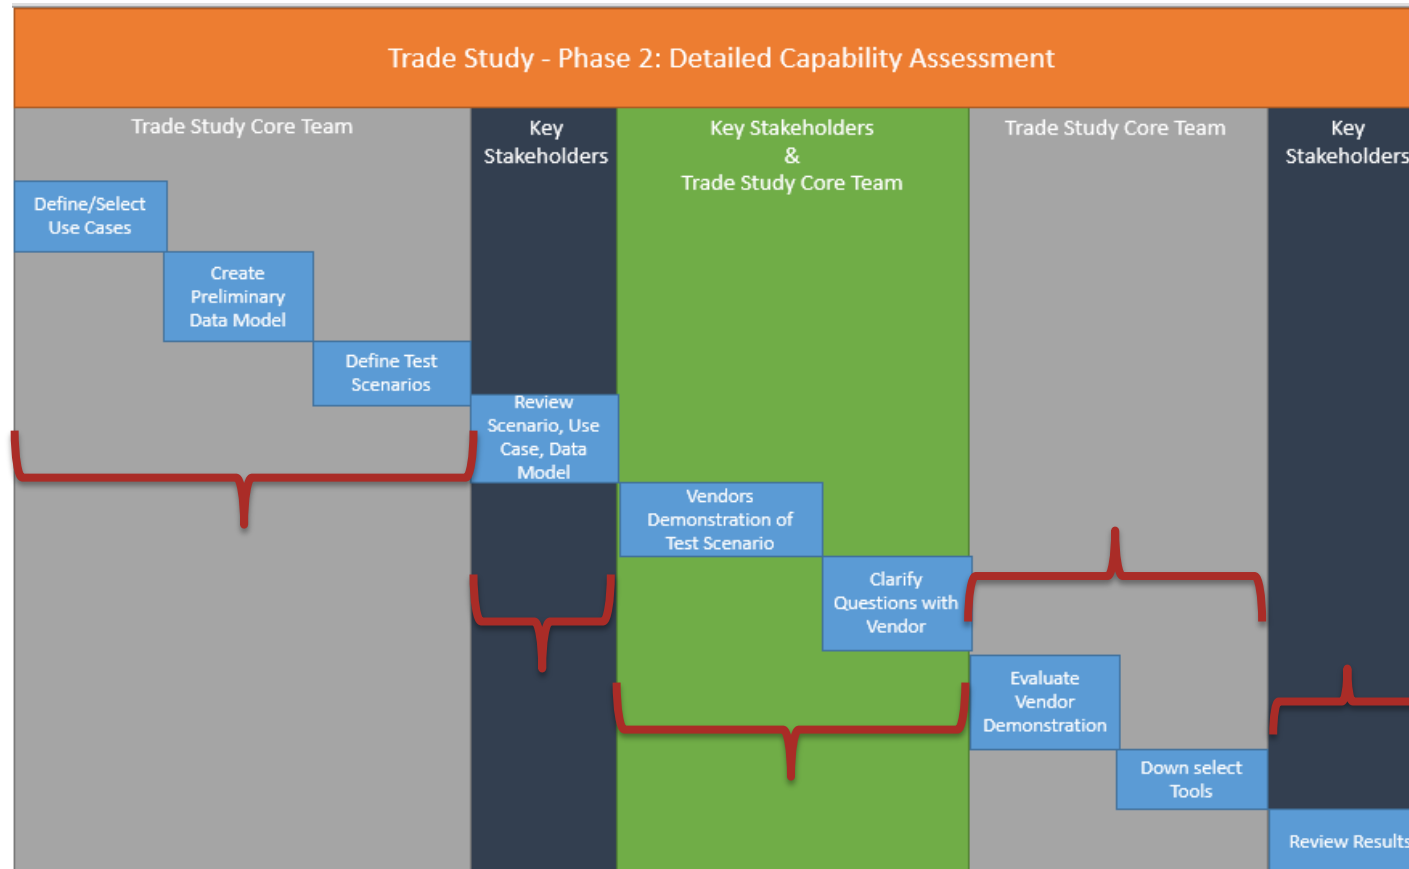 Trade Study - Phase 2: Detailed Capability Assessment
Trade Study Core Team
Key
Stakeholders
Key Stakeholders
&
Trade Study Core Team
Trade Study Core Team
Key
Stakeholders
Define/Select
Use Cases
Create
Preliminary
Data Model
Define Test
Scenarios
Review
Scenario, Use
Case, Data
Model
Vendors
Demonstration of
Test Scenario
Clarify
Questions with
Vendor
Evaluate
Vendor
Demonstration
Down select
Tools
Review Results